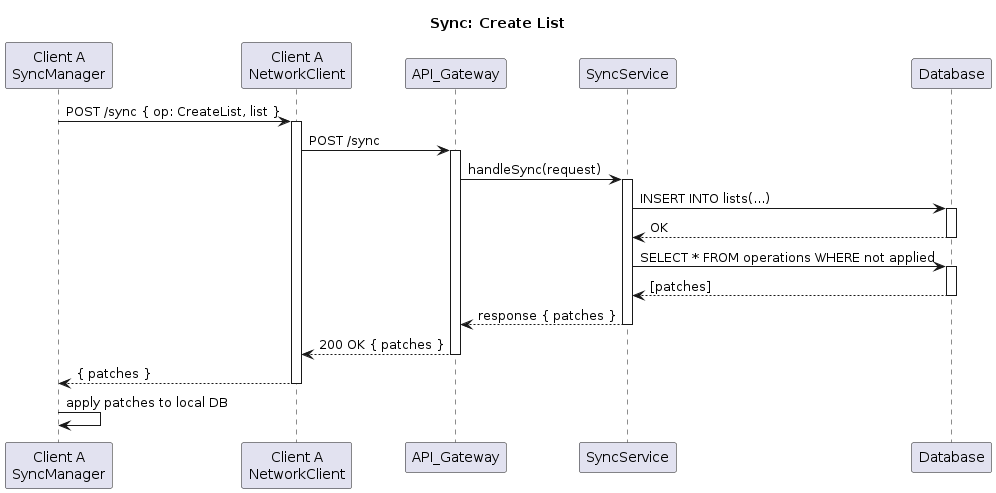 Sync: Create List
Client A
SyncManager
Client A
NetworkClient
API_Gateway
SyncService
Database
POST /sync { op: CreateList, list }
POST /sync
handleSync(request)
INSERT INTO lists(...)
OK
SELECT * FROM operations WHERE not applied
[patches]
response { patches }
200 OK { patches }
{ patches }
apply patches to local DB
Client A
SyncManager
Client A
NetworkClient
API_Gateway
SyncService
Database